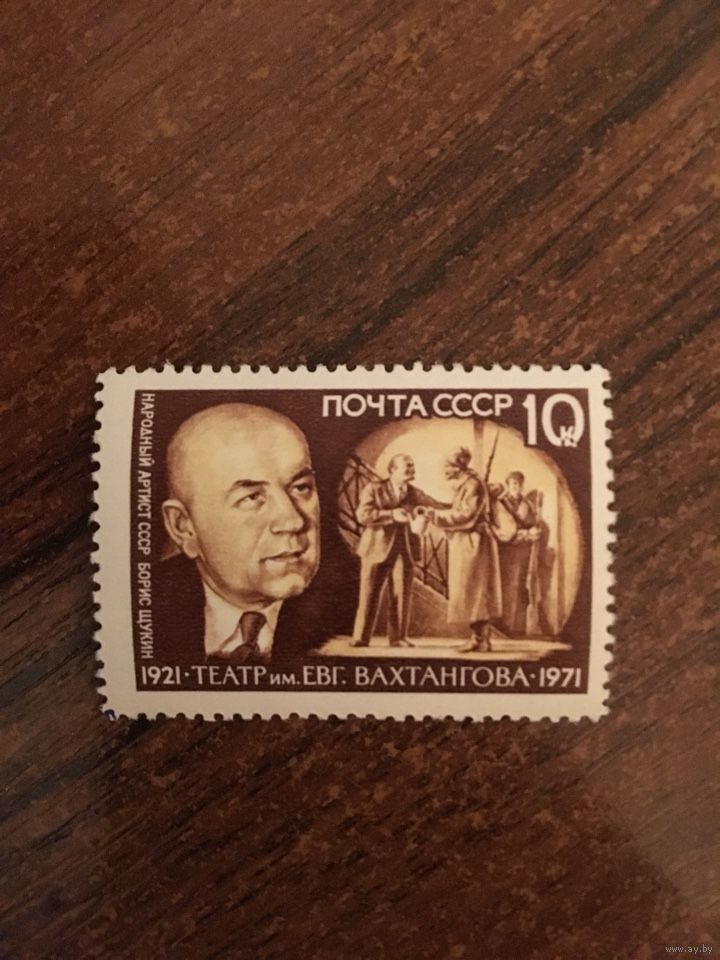 ПОЧТА СССР 10 к
НАРОДНЫЙ АРТИСТ СССР БОРИС ЩУКИН
1921 · ТЕАТР ИМ. ЕВГ. ВАХТАНГОВА · 1971
www.ay.by